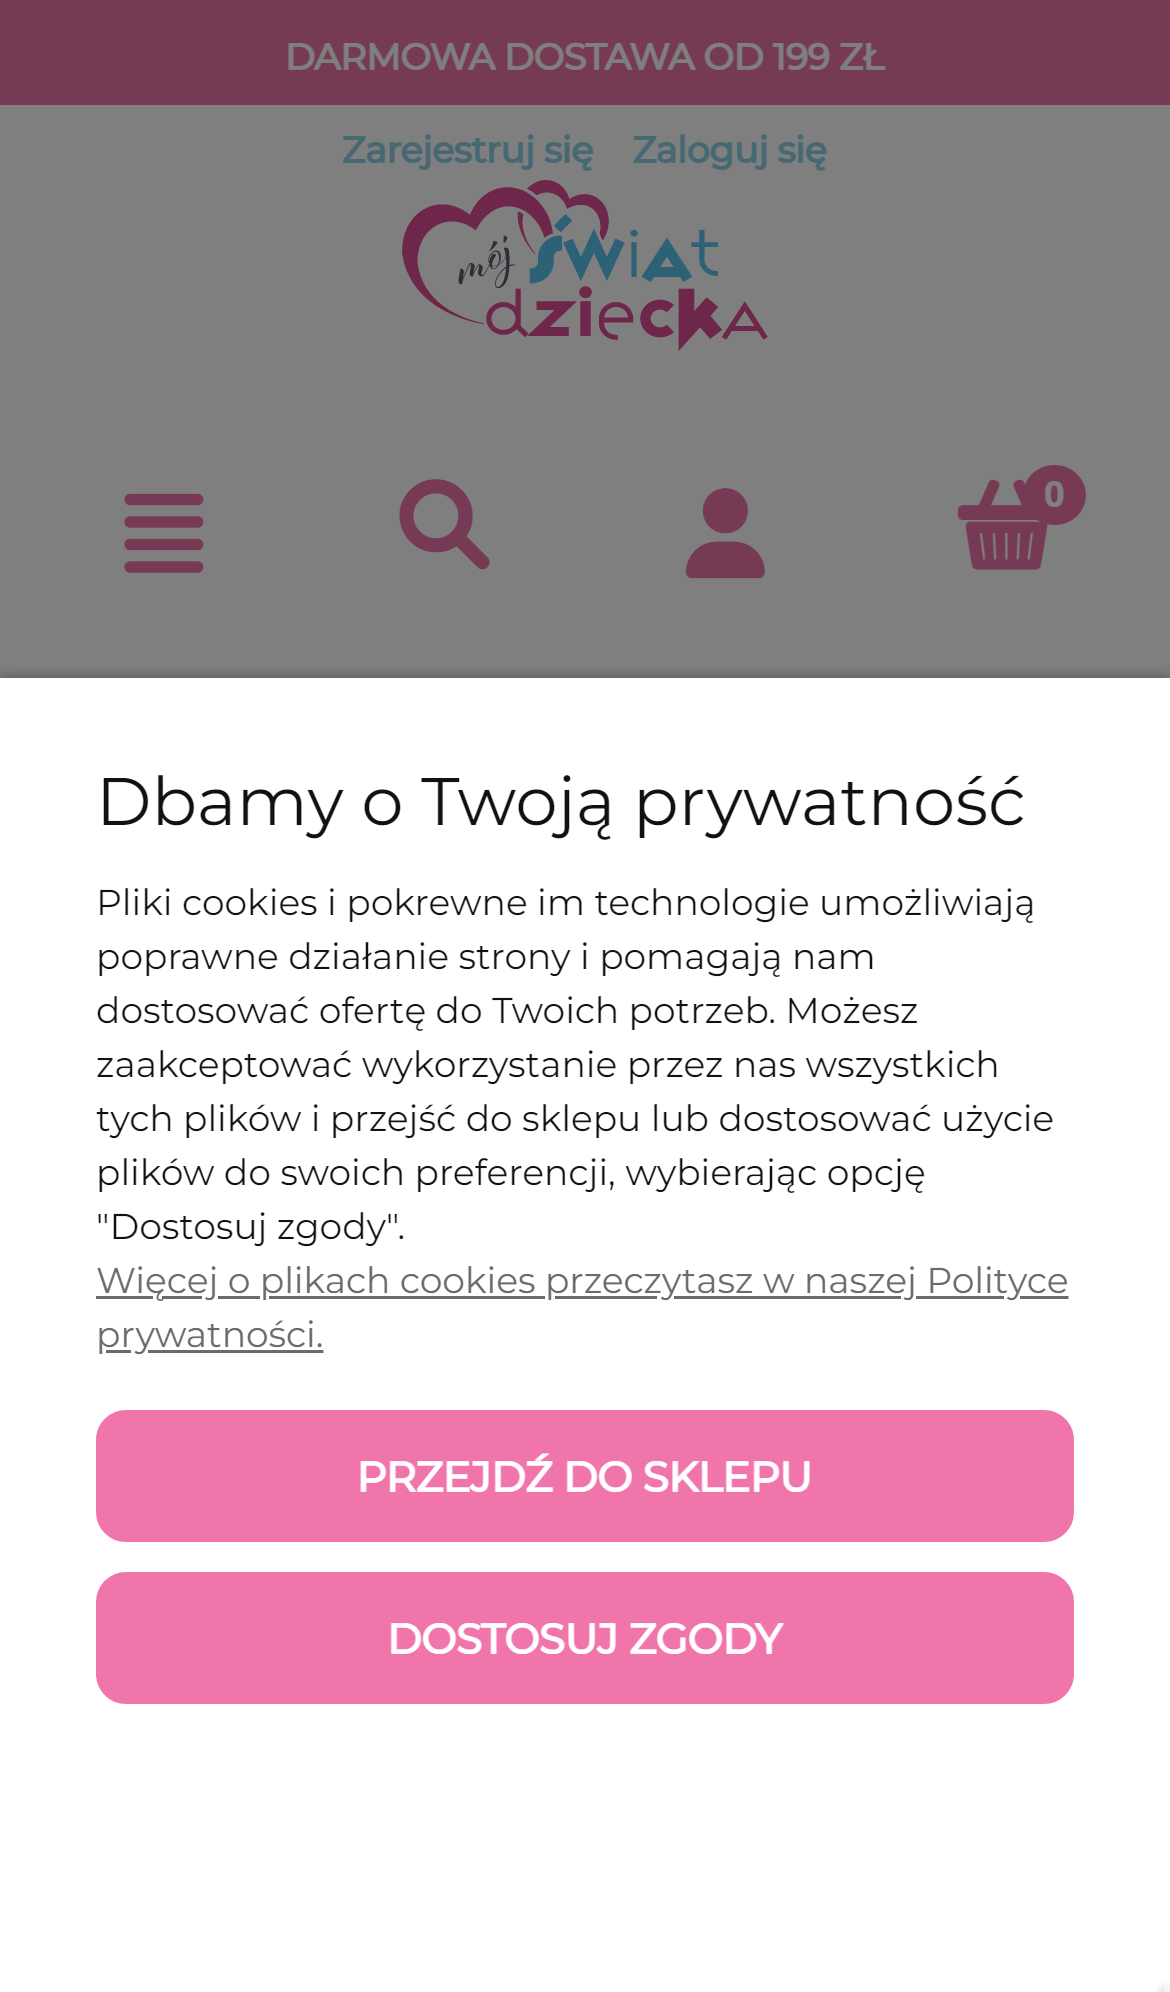 DARMOWA DOSTAWA OD 199 ZŁ
Zarejestruj się Zaloguj się
mój świat
dziecka
0
Dbamy o Twoją prywatność
Pliki cookies i pokrewne im technologie umożliwiają
poprawne działanie strony i pomagają nam
dostosować ofertę do Twoich potrzeb. Możesz
zaakceptować wykorzystanie przez nas wszystkich
tych plików i przejść do sklepu lub dostosować użycie
plików do swoich preferencji, wybierając opcję
"Dostosuj zgody".
Więcej o plikach cookies przeczytasz w naszej Polityce
prywatności.
PRZEJDŹ DO SKLEPU
DOSTOSUJ ZGODY